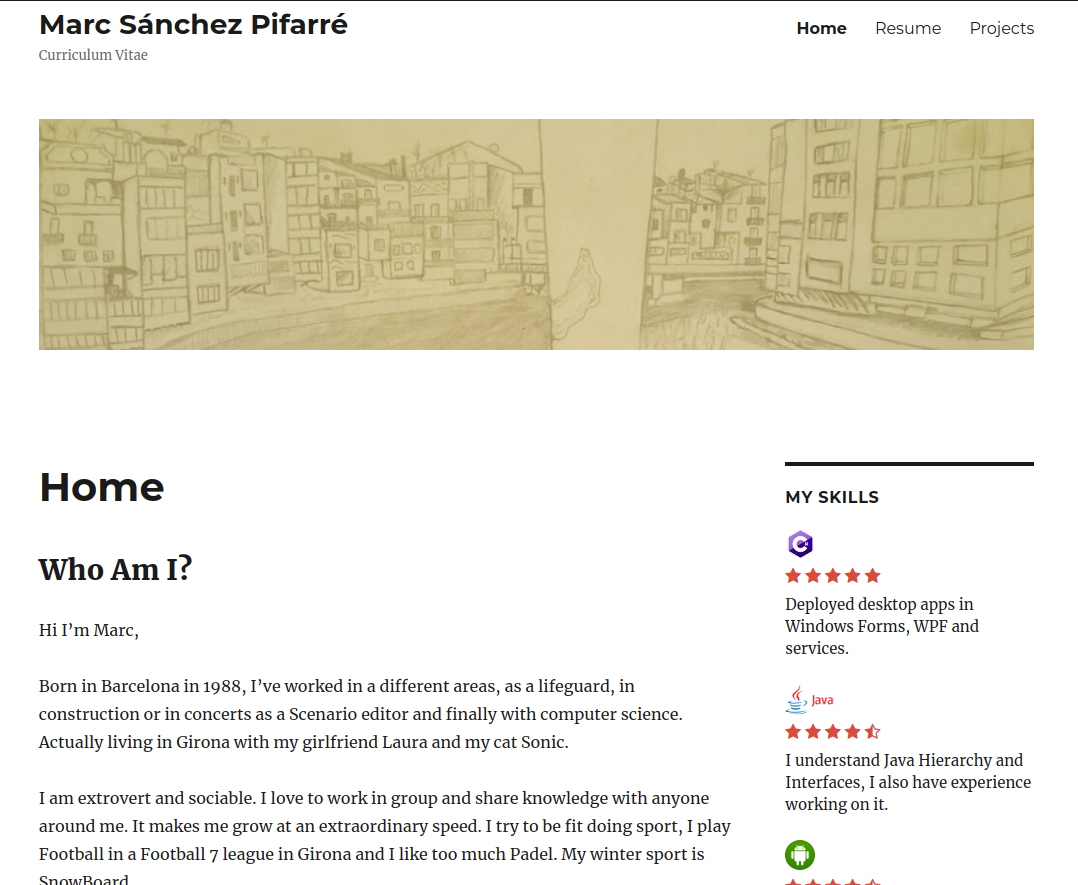 Marc Sánchez Pifarré
Curriculum Vitae
Home
Resume
Projects
Home
Who Am I?
Hi I’m Marc,
Born in Barcelona in 1988, I’ve worked in a different areas, as a lifeguard, in
construction or in concerts as a Scenario editor and finally with computer science.
Actually living in Girona with my girlfriend Laura and my cat Sonic.
I am extrovert and sociable. I love to work in group and share knowledge with anyone
around me. It makes me grow at an extraordinary speed. I try to be fit doing sport, I play
Football in a Football 7 league in Girona and I like too much Padel. My winter sport is
SnowBoard
MY SKILLS
C#
Deployed desktop apps in
Windows Forms, WPF and
services.
Java
I understand Java Hierarchy and
Interfaces, I also have experience
working on it.